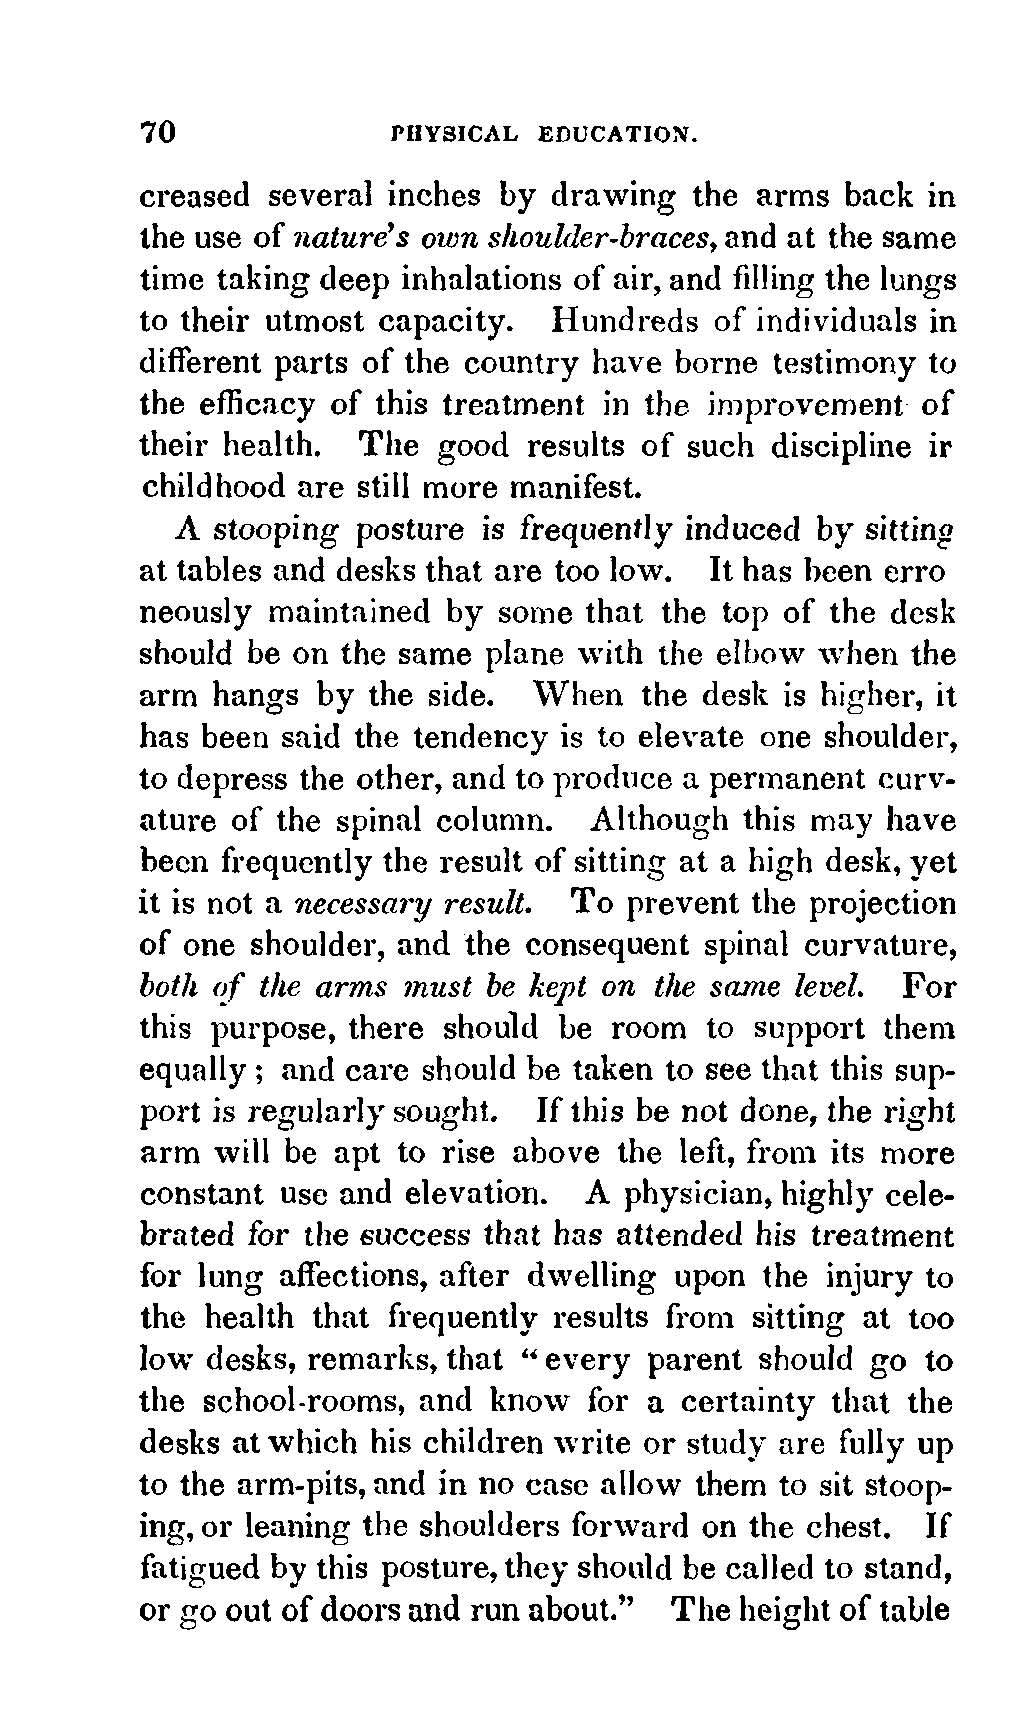 70 PHYSICAL EDUCATION.
creased several inches by drawing the arms back in
the use of nature's own shoulder-braces, and at the same
time taking deep inhalations of air, and filling the lungs
to their utmost capacity. Hundreds of individuals in
different parts of the country have borne testimony to
the efficacy of this treatment in the improvement of
their health. The good results of such discipline ir
childhood are still more manifest.
A stooping posture is frequently induced by sitting
at tables and desks that are too low. It has been erro
neously maintained by some that the top of the desk
should be on the same plane with the elbow when the
arm hangs by the side. When the desk is higher, it
has been said the tendency is to elevate one shoulder,
to depress the other, and to produce a permanent curv-
ature of the spinal column. Although this may have
been frequently the result of sitting at a high desk, yet
it is not a necessary result. To prevent the projection
of one shoulder, and the consequent spinal curvature,
both of the arms must be kept on the same level. For
this purpose, there should be room to support them
equally; and care should be taken to see that this sup-
port is regularly sought. If this be not done, the right
arm will be apt to rise above the left, from its more
constant use and elevation. A physician, highly cele-
brated for the success that has attended his treatment
for lung affections, after dwelling upon the injury to
the health that frequently results from sitting at too
low desks, remarks, that "every parent should go to
the school-rooms, and know for a certainty that the
desks at which his children write or study are fully up
to the arm-pits, and in no case allow them to sit stoop-
ing, or leaning the shoulders forward on the chest. If
fatigued by this posture, they should be called to stand,
or go out of doors and run about." The height of table